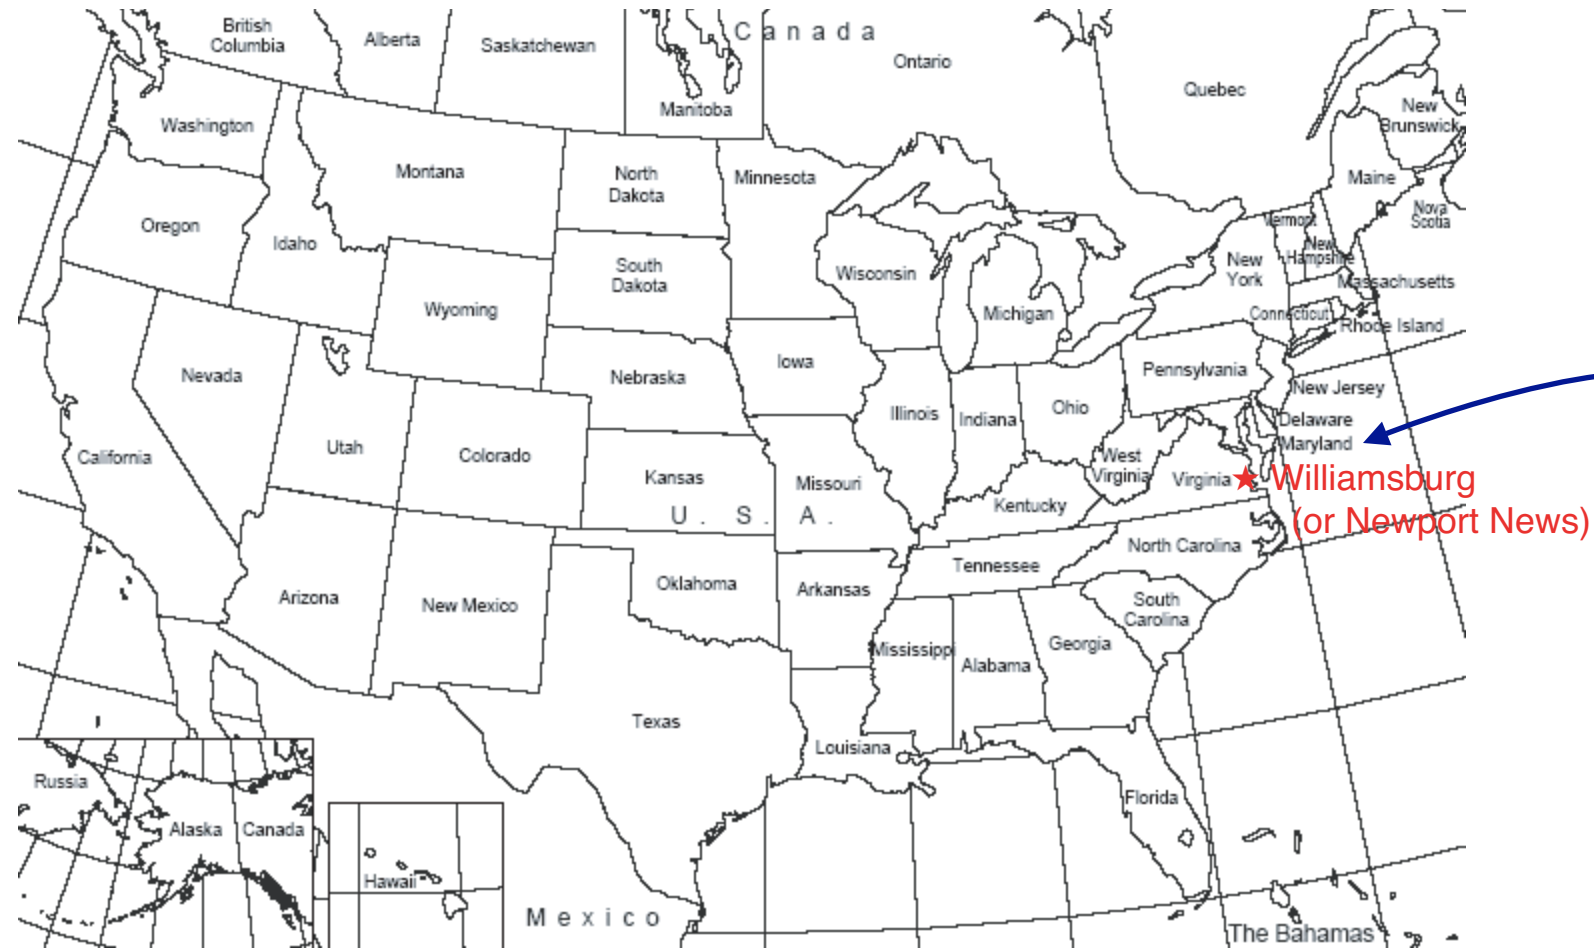 British
Columbia
Alberta
Saskatchewan
Manitoba
Canada
Ontario
Quebec
New
Brunswick
Nova
Scotia
Washington
Montana
North
Dakota
Minnesota
Maine
Oregon
Idaho
South
Dakota
Wisconsin
Michigan
New
York
Vermont
New
Hampshire
Massachusetts
Connecticut
Rhode Island
Wyoming
Nevada
Utah
Colorado
Nebraska
Iowa
Illinois
Indiana
Ohio
Pennsylvania
New Jersey
Delaware
Maryland
California
Kansas
Missouri
West
Virginia
Virginia
Williamsburg
(or Newport News)
Kentucky
U. S. A.
Arizona
New Mexico
Oklahoma
Arkansas
Tennessee
North Carolina
South
Carolina
Mississippi
Alabama
Georgia
Texas
Louisiana
Florida
Russia
Alaska
Canada
Hawaii
Mexico
The Bahamas